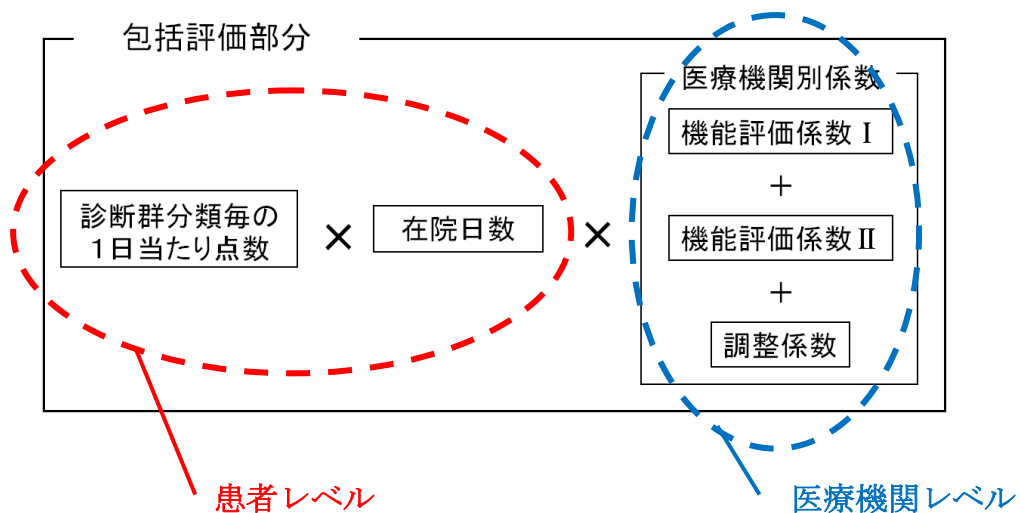 包括評価部分
診断群分類毎の
１日当たり点数
×
在院日数
×
医療機関別係数
機能評価係数Ⅰ
＋
機能評価係数Ⅱ
＋
調整係数
患者レベル
医療機関レベル